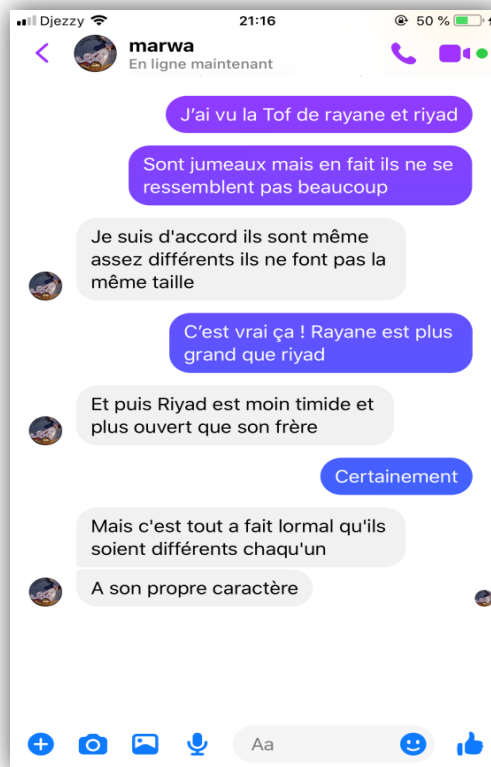 Djezzy 21:16 50 %
marwa
En ligne maintenant
J'ai vu la Tof de rayane et riyad
Sont jumeaux mais en fait ils ne se
ressemblent pas beaucoup
Je suis d'accord ils sont même
assez différents ils ne font pas la
même taille
C'est vrai ça ! Rayane est plus
grand que riyad
Et puis Riyad est moin timide et
plus ouvert que son frère
Certainement
Mais c'est tout a fait lormal qu'ils
soient différents chaqu'un
A son propre caractère
Aa